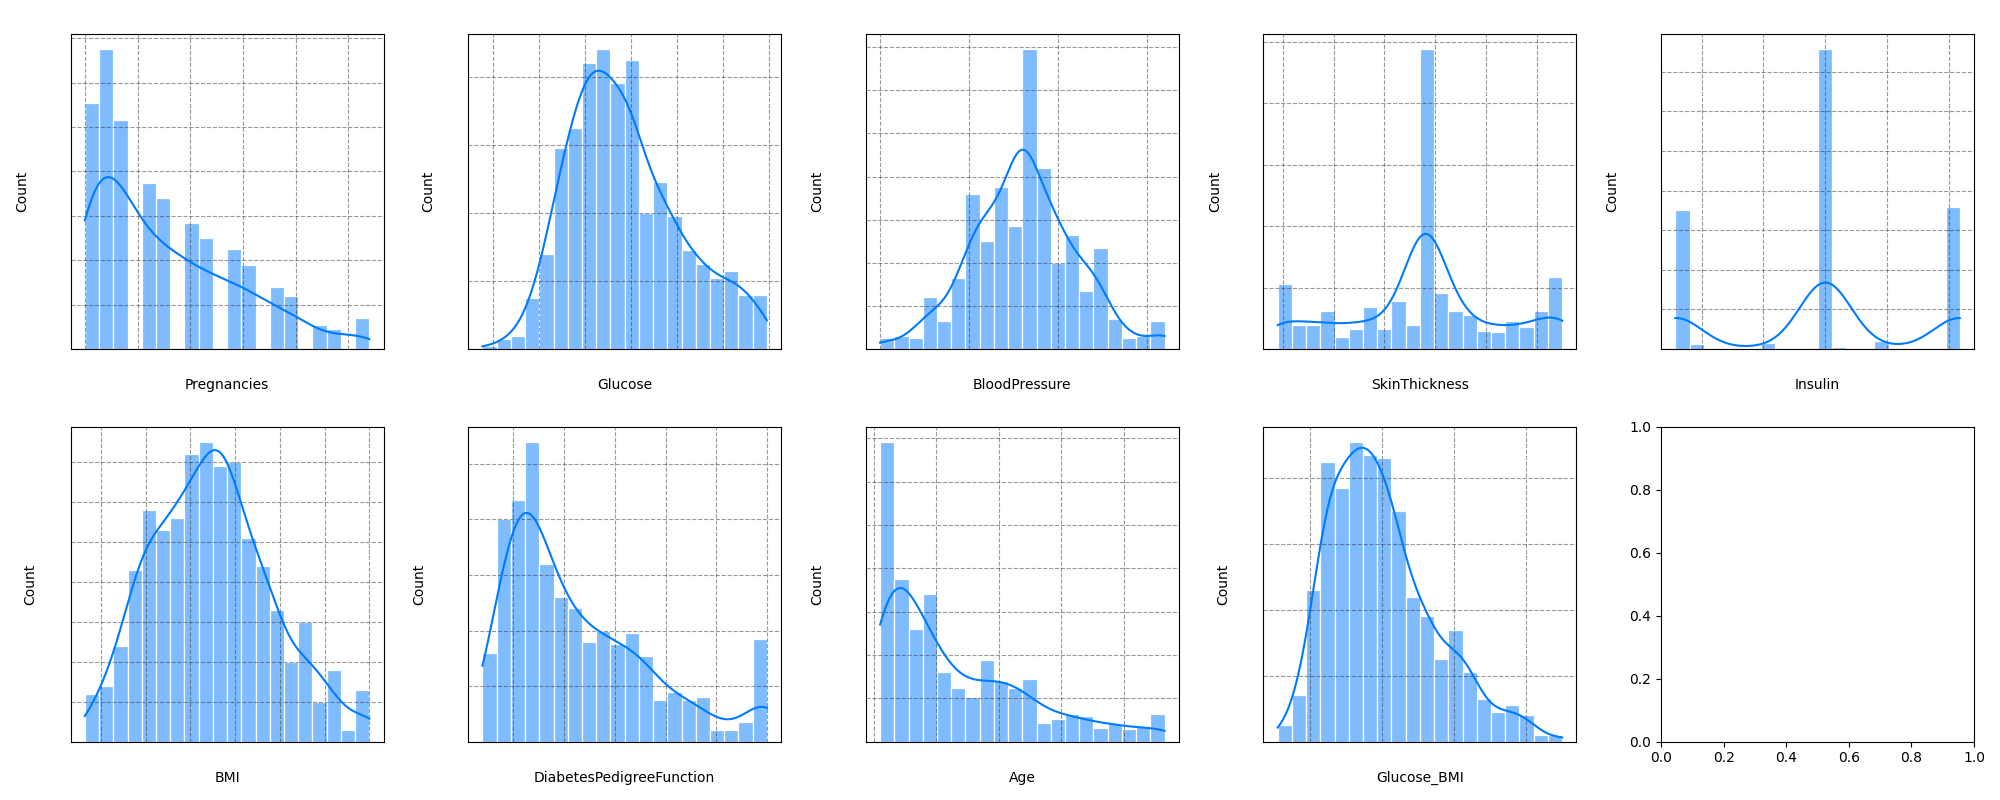 Count
Pregnancies
Count
Glucose
Count
BloodPressure
Count
SkinThickness
Count
Insulin
Count
BMI
Count
DiabetesPedigreeFunction
Count
Age
Count
Glucose_BMI
1.0
0.8
0.6
0.4
0.2
0.0
0.0 0.2 0.4 0.6 0.8 1.0